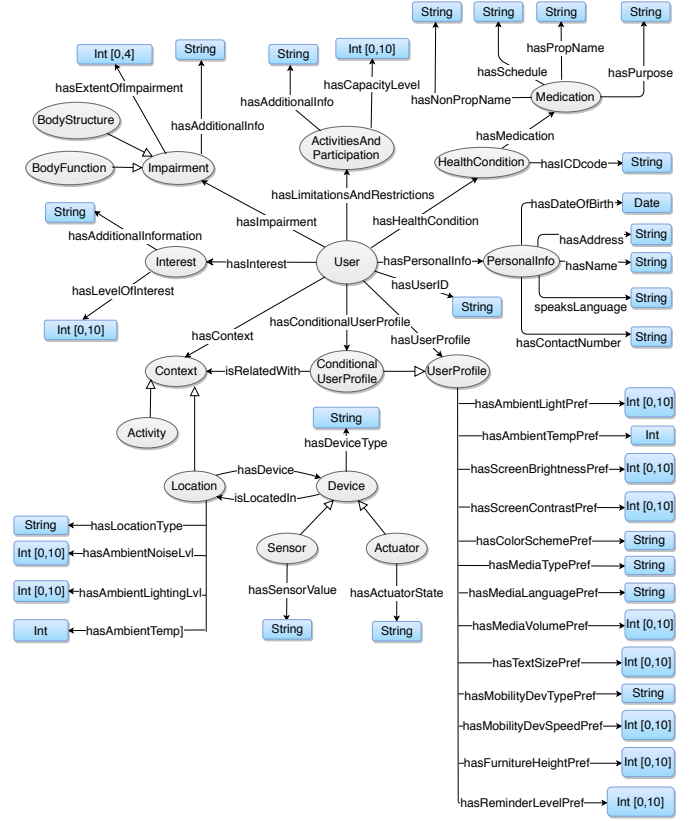 String
String
String
String
Int [0,4]
String
String
Int [0,10]
hasPropName
hasSchedule
hasPurpose
hasExtentOfImpairment
hasCapacityLevel
hasAdditionalInfo
hasNonPropName
Medication
BodyStructure
hasAdditionalInfo
hasMedication
ActivitiesAnd
Participation
BodyFunction
Impairment
HealthCondition
hasICDcode
String
hasLimitationsAndRestrictions
hasImpairment
hasHealthCondition
hasDateOfBirth
Date
String
hasAdditionalInformation
hasAddress
String
Interest
hasInterest
User
hasPersonalInfo
PersonalInfo
hasName
String
hasUserID
hasLevelOfInterest
String
speaksLanguage
String
Int [0,10]
hasContext
hasConditionalUserProfile
hasUserProfile
hasContactNumber
String
Context
isRelatedWith
Conditional
UserProfile
UserProfile
hasAmbientLightPref
Int [0,10]
Activity
String
hasAmbientTempPref
Int
hasDeviceType
hasDevice
hasScreenBrightnessPref
Int [0,10]
Location
Device
isLocatedIn
hasScreenContrastPref
Int [0,10]
String
hasLocationType
hasColorSchemePref
String
Int [0,10]
hasAmbientNoiseLvl
Sensor
Actuator
hasMediaTypePref
String
Int [0,10]
hasAmbientLightingLvl
hasSensorValue
hasActuatorState
hasMediaLanguagePref
String
Int
hasAmbientTemp]
String
String
hasMediaVolumePref
Int [0,10]
hasTextSizePref
Int [0,10]
hasMobilityDevTypePref
String
hasMobilityDevSpeedPref
Int [0,10]
hasFurnitureHeightPref
Int [0,10]
hasReminderLevelPref
Int [0,10]